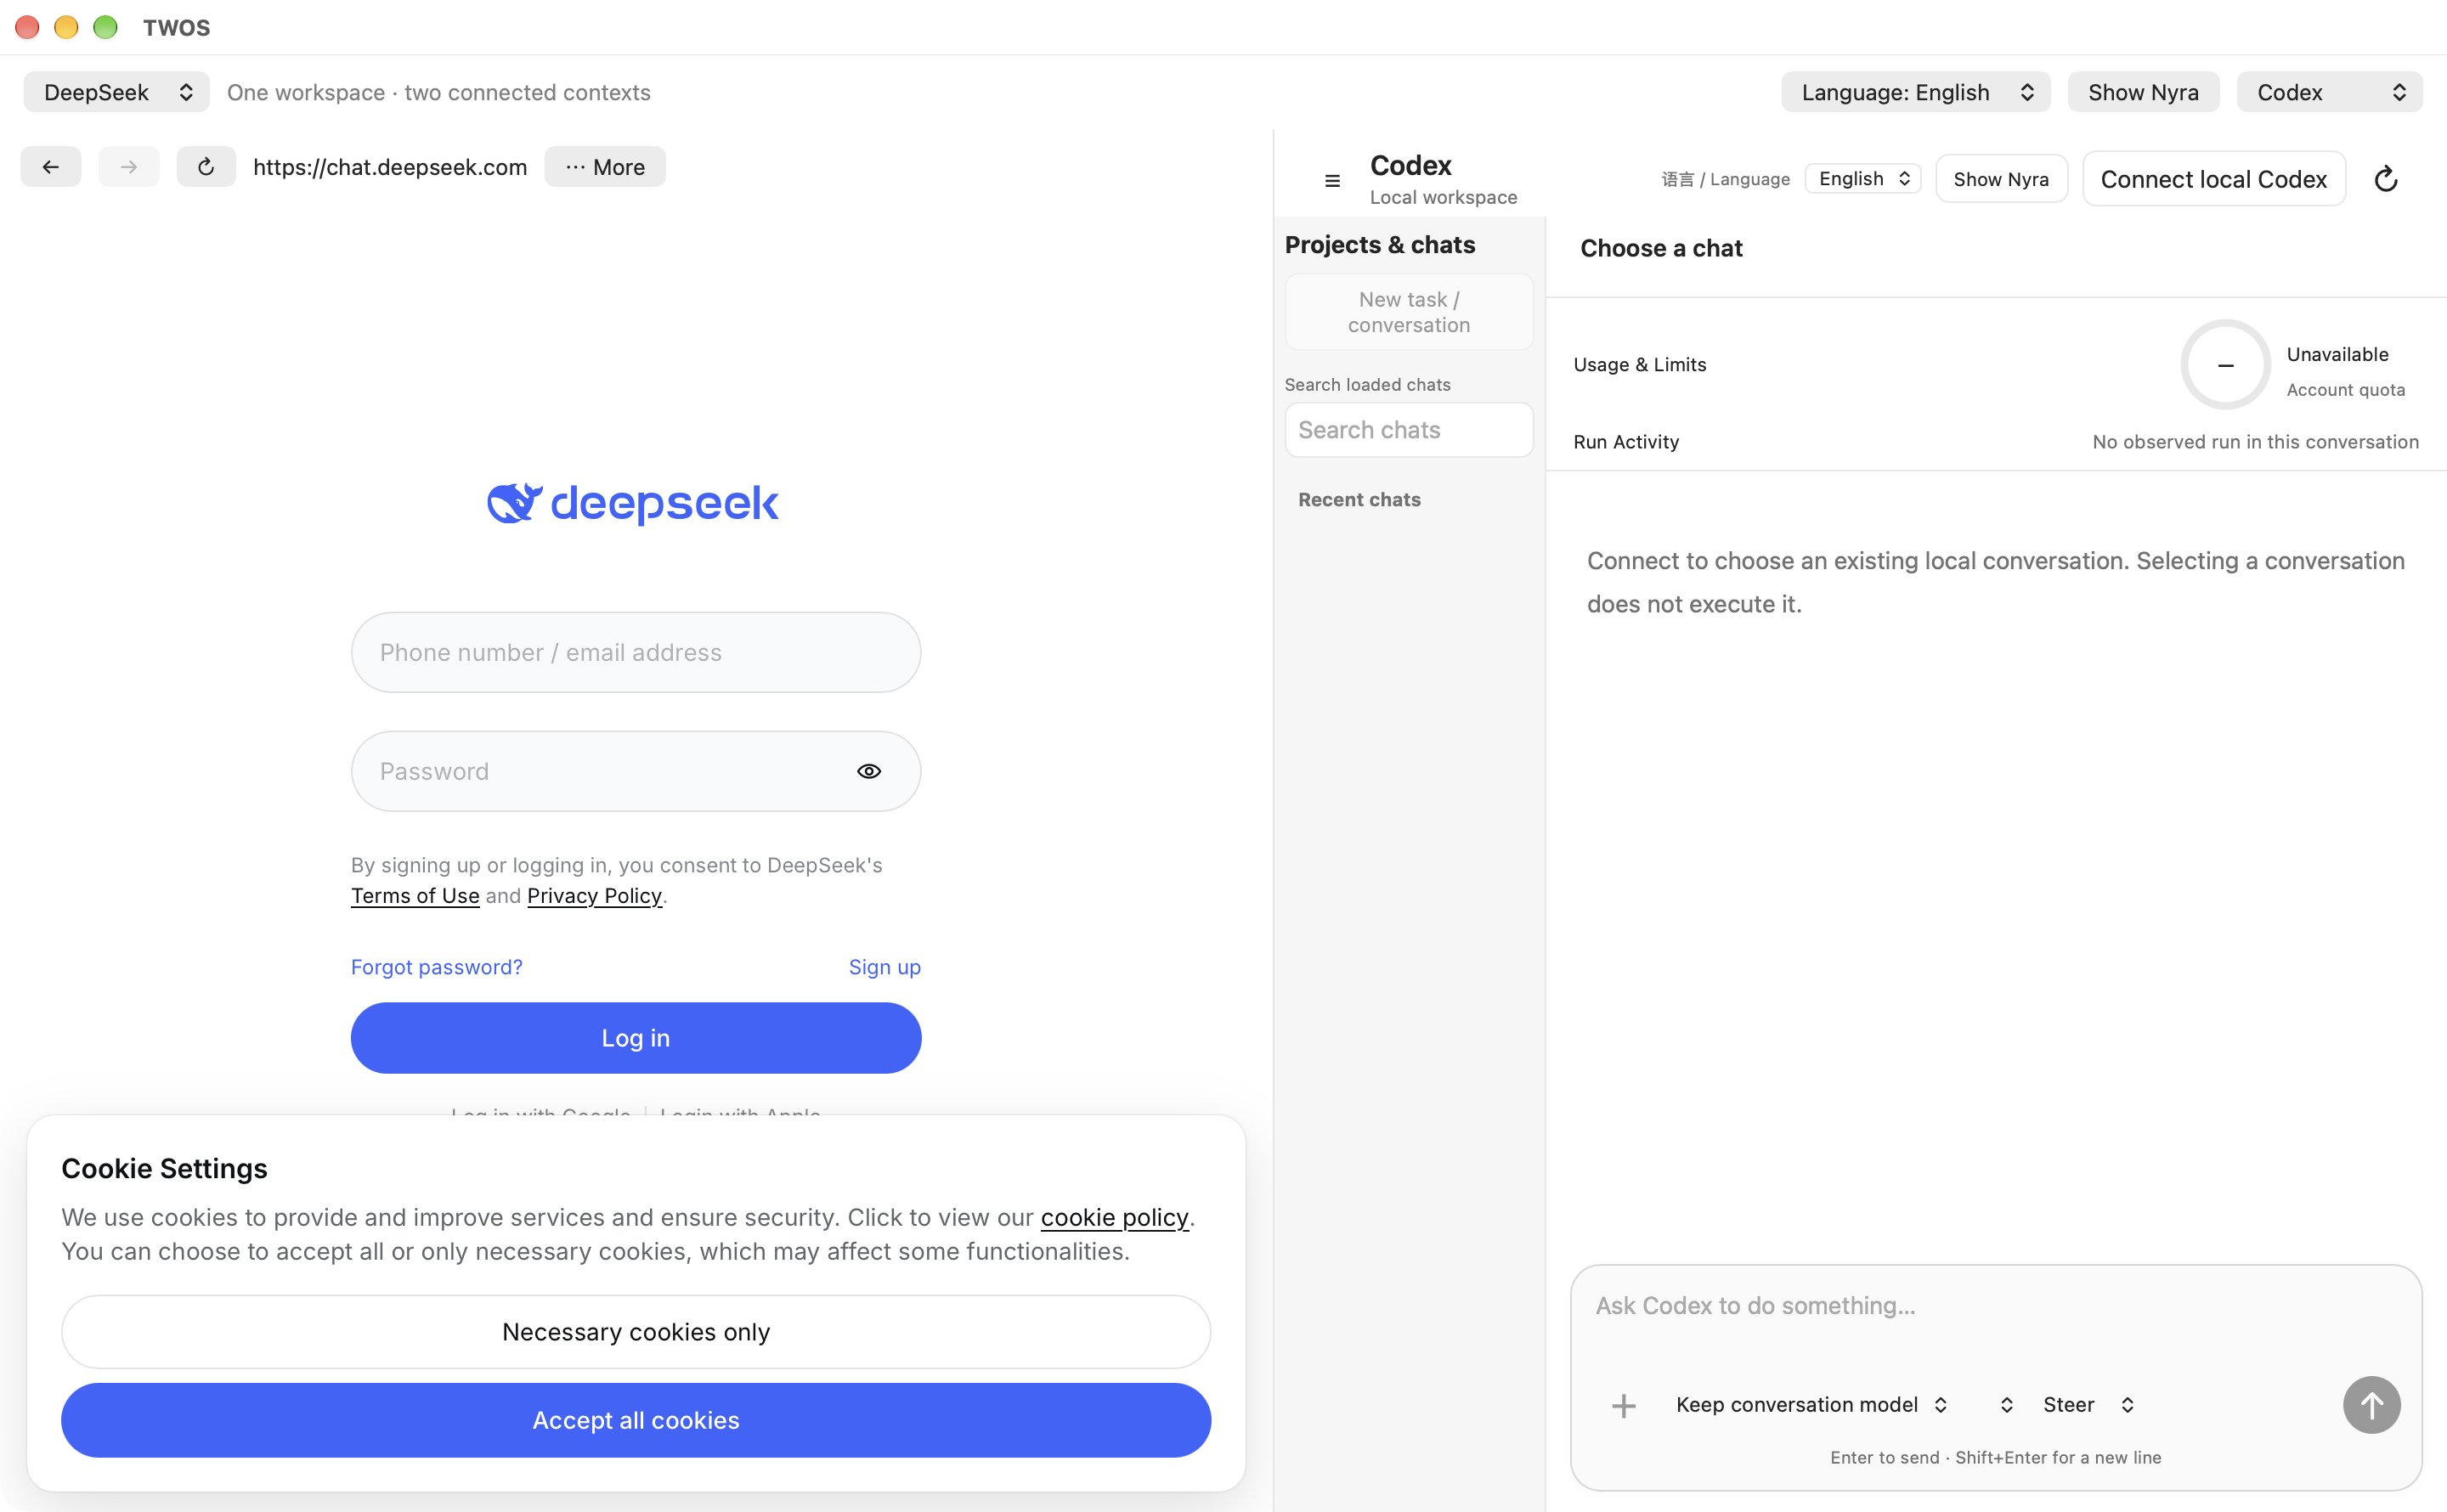 TWOS
DeepSeek
One workspace · two connected contexts
Language: English
Show Nyra
Codex
https://chat.deepseek.com
··· More
deepseek
Phone number / email address
Password
By signing up or logging in, you consent to DeepSeek's
Terms of Use and Privacy Policy.
Forgot password?
Sign up
Log in
Log in with Google
Login with Apple
Cookie Settings
We use cookies to provide and improve services and ensure security. Click to view our cookie policy.
You can choose to accept all or only necessary cookies, which may affect some functionalities.
Necessary cookies only
Accept all cookies
Codex
Local workspace
语言 / Language
English
Show Nyra
Connect local Codex
Projects & chats
New task /
conversation
Search loaded chats
Search chats
Recent chats
Choose a chat
Usage & Limits
–
Unavailable
Account quota
Run Activity
No observed run in this conversation
Connect to choose an existing local conversation. Selecting a conversation
does not execute it.
Ask Codex to do something...
Keep conversation model
Steer
Enter to send · Shift+Enter for a new line